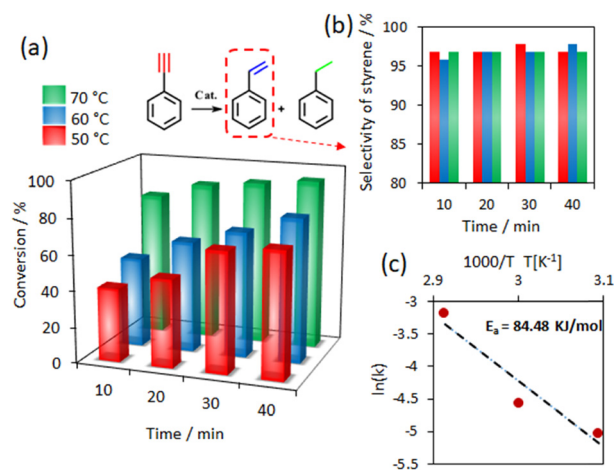 (a)
70 °C
60 °C
50 °C
Cat.
+
Conversion / %
100
80
60
40
20
0
10
20
30
40
Time / min
(b)
Selectivity of styrene / %
100
95
90
85
80
10
20
30
40
Time / min
(c)
1000/T T[K⁻¹]
2.9
3
3.1
ln(k)
-3
-3.5
-4
-4.5
-5
-5.5
Eₐ = 84.48 KJ/mol